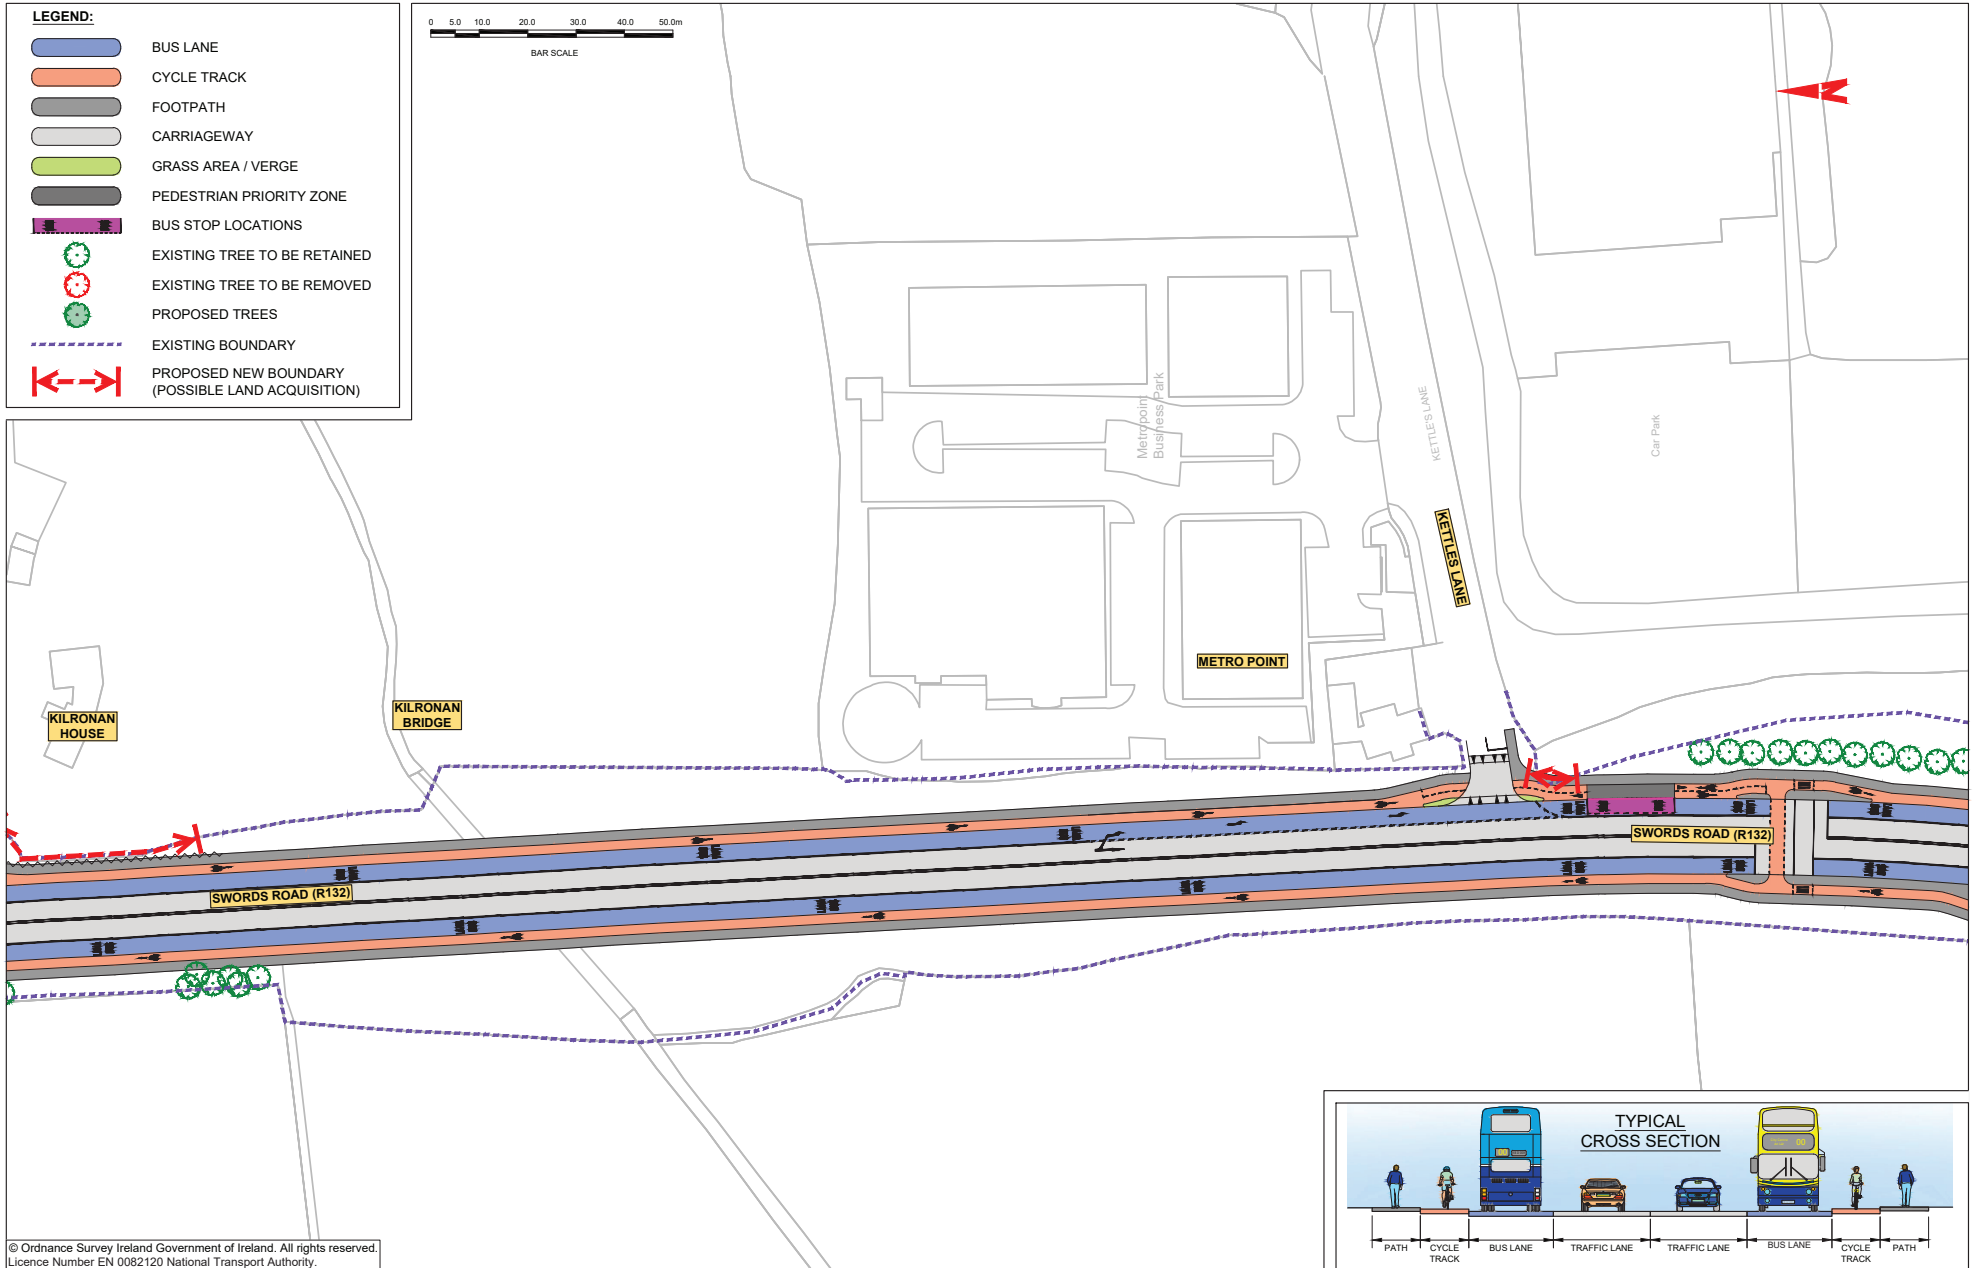 LEGEND:
BUS LANE
CYCLE TRACK
FOOTPATH
CARRIAGEWAY
GRASS AREA / VERGE
PEDESTRIAN PRIORITY ZONE
BUS STOP LOCATIONS
EXISTING TREE TO BE RETAINED
EXISTING TREE TO BE REMOVED
PROPOSED TREES
EXISTING BOUNDARY
PROPOSED NEW BOUNDARY
(POSSIBLE LAND ACQUISITION)
0 5.0 10.0 20.0 30.0 40.0 50.0m
BAR SCALE
N
Metropoint
Business Park
KETTLE'S LANE
Car Park
KETTLES LANE
METRO POINT
KILRONAN
HOUSE
KILRONAN
BRIDGE
SWORDS ROAD (R132)
SWORDS ROAD (R132)
TYPICAL
CROSS SECTION
00
PATH
CYCLE
TRACK
BUS LANE
TRAFFIC LANE
TRAFFIC LANE
BUS LANE
CYCLE
TRACK
PATH
© Ordnance Survey Ireland Government of Ireland. All rights reserved.
Licence Number EN 0082120 National Transport Authority.